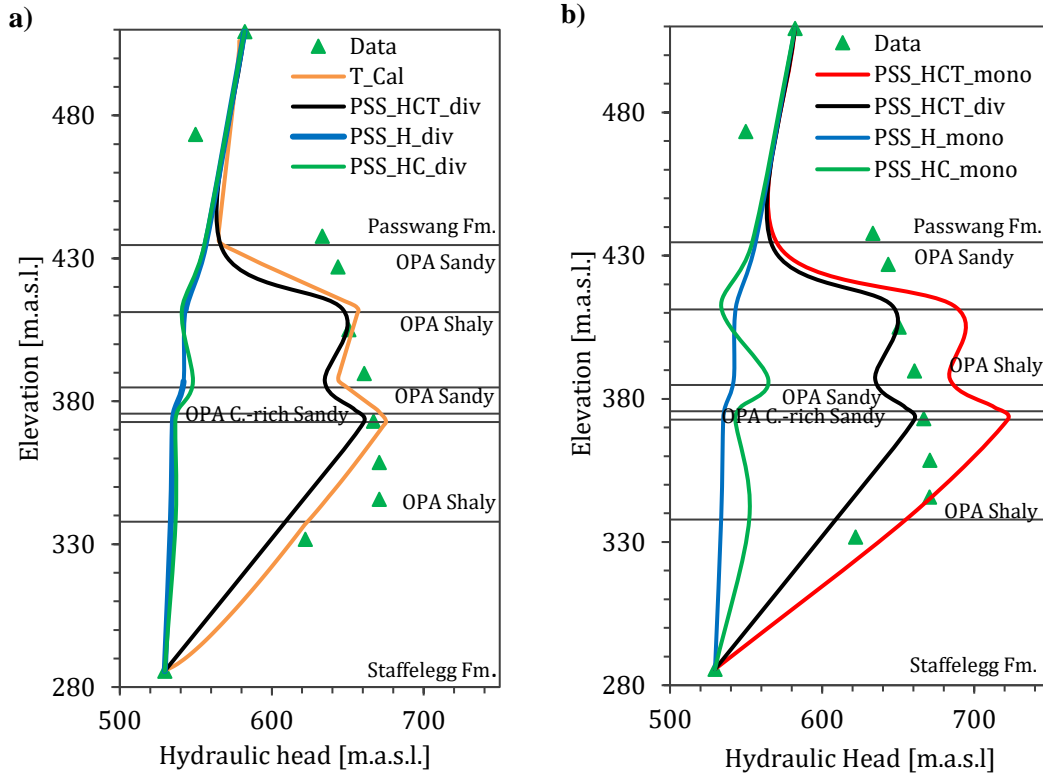 a)
Data
T_Cal
PSS_HCT_div
PSS_H_div
PSS_HC_div
480
430
380
330
280
Elevation [m.a.s.l.]
Passwang Fm.
OPA Sandy
OPA Shaly
OPA Sandy
OPA C.-rich Sandy
OPA Shaly
Staffelegg Fm.
500
600
700
Hydraulic head [m.a.s.l.]
b)
Data
PSS_HCT_mono
PSS_HCT_div
PSS_H_mono
PSS_HC_mono
480
430
380
330
280
Elevation [m.a.s.l.]
Passwang Fm.
OPA Sandy
OPA Shaly
OPA Sandy
OPA C.-rich Sandy
OPA Shaly
Staffelegg Fm.
500
600
700
Hydraulic Head [m.a.s.l]